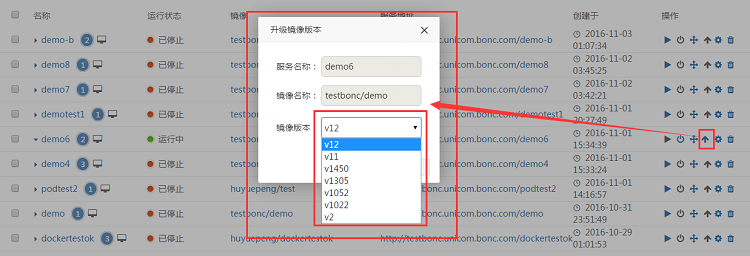 名称 运行状态 镜像 服务地址 创建于 操作
升级镜像版本 ×
demo-b 2 已停止 testbonc .unicom.bonc.com/demo-b 2016-11-03 01:07:34
demo8 1 已停止 testbonc .unicom.bonc.com/demo8 2016-11-02 03:45:25
服务名称： demo6
demo7 1 已停止 testbonc .unicom.bonc.com/demo7 2016-11-02 03:42:21
镜像名称： testbonc/demo
demotest1 1 已停止 testbonc .unicom.bonc.com/demotest1 2016-11-01 20:27:49
镜像版本 v12
demo6 2 运行中 testbonc .unicom.bonc.com/demo6 2016-11-01 15:34:39
v12
v11
demo4 3 已停止 testbonc .unicom.bonc.com/demo4 2016-11-01 15:33:24
v1450
v1305
podtest2 1 已停止 huyuepeng/test .unicom.bonc.com/podtest2 2016-11-01 14:16:57
v1052
v1022
demo 1 已停止 testbonc/demo .unicom.bonc.com/demo 2016-10-31 23:51:49
v2
dockertestok 3 已停止 huyuepeng/dockertestok http://testbonc.unicom.bonc.com/dockertestok 2016-10-29 01:01:53